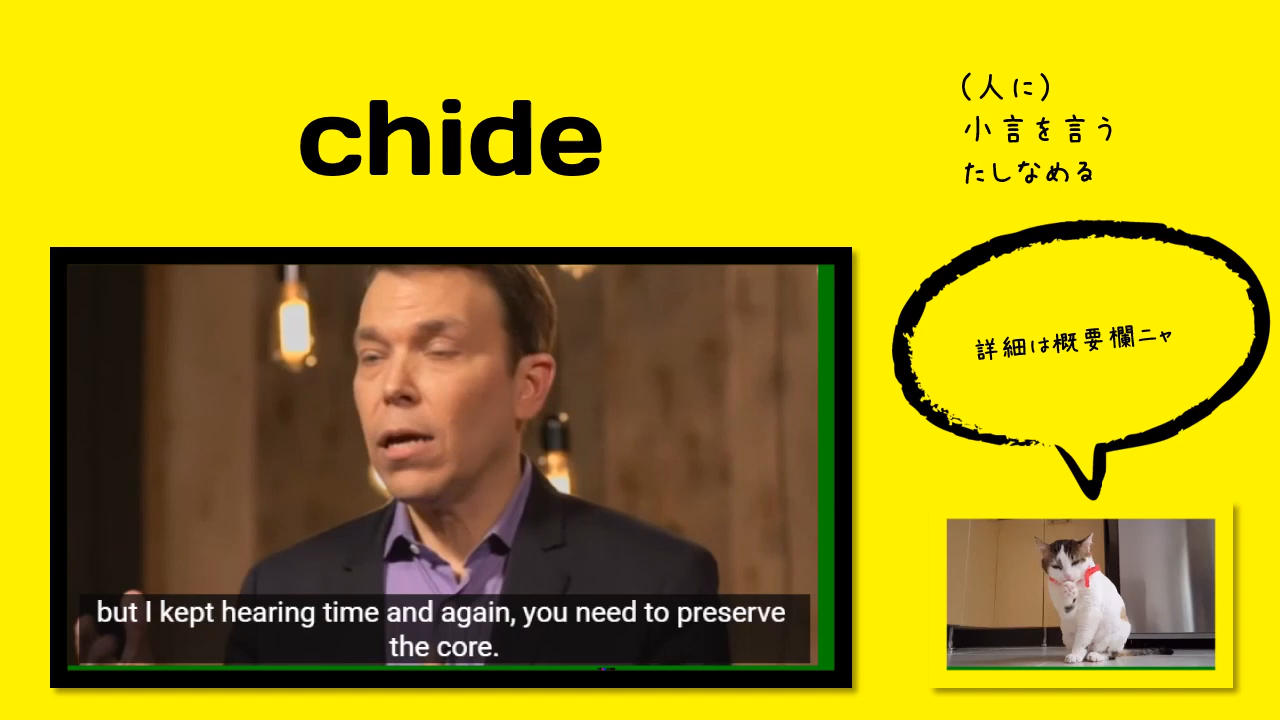 chide
(人に)
小言を言う
たしなめる
詳細は概要欄ニャ
but I kept hearing time and again, you need to preserve
the core.